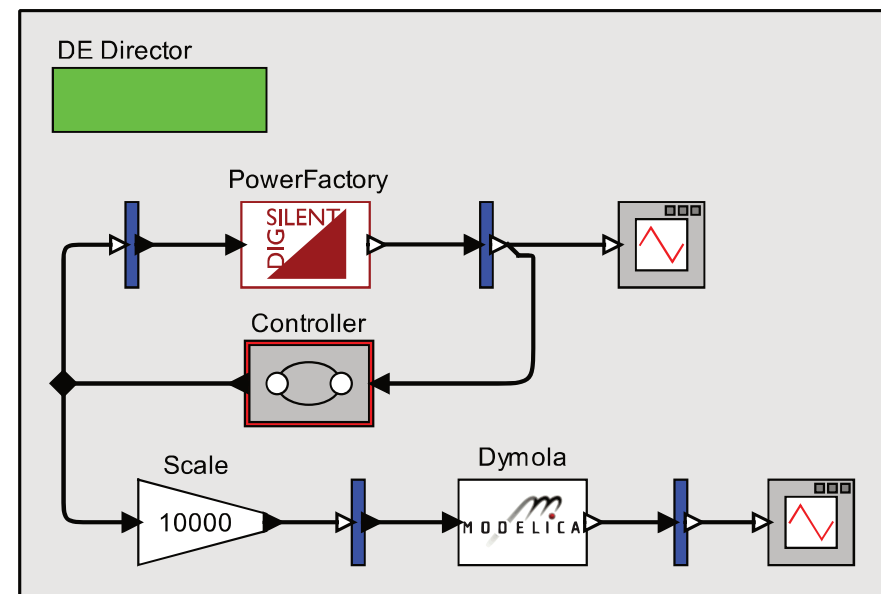 DE Director
PowerFactory
DIG
SILENT
Controller
Scale
10000
Dymola
MODELICA